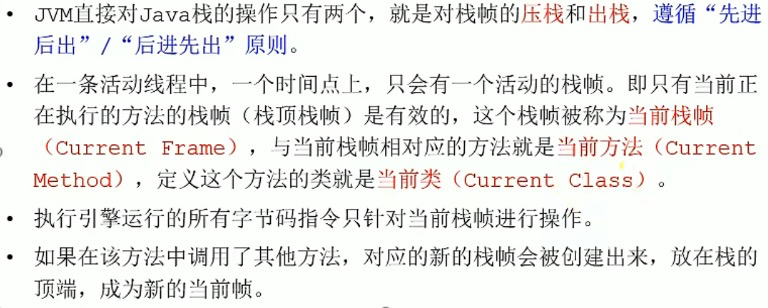 • JVM直接对Java栈的操作只有两个，就是对栈帧的压栈和出栈，遵循“先进
后出”/“后进先出”原则。
• 在一条活动线程中，一个时间点上，只会有一个活动的栈帧。即只有当前正
在执行的方法的栈帧（栈顶栈帧）是有效的，这个栈帧被称为当前栈帧
（Current Frame），与当前栈帧相对应的方法就是当前方法（Current
Method），定义这个方法的类就是当前类（Current Class）。
• 执行引擎运行的所有字节码指令只针对当前栈帧进行操作。
• 如果在该方法中调用了其他方法，对应的新的栈帧会被创建出来，放在栈的
顶端，成为新的当前帧。